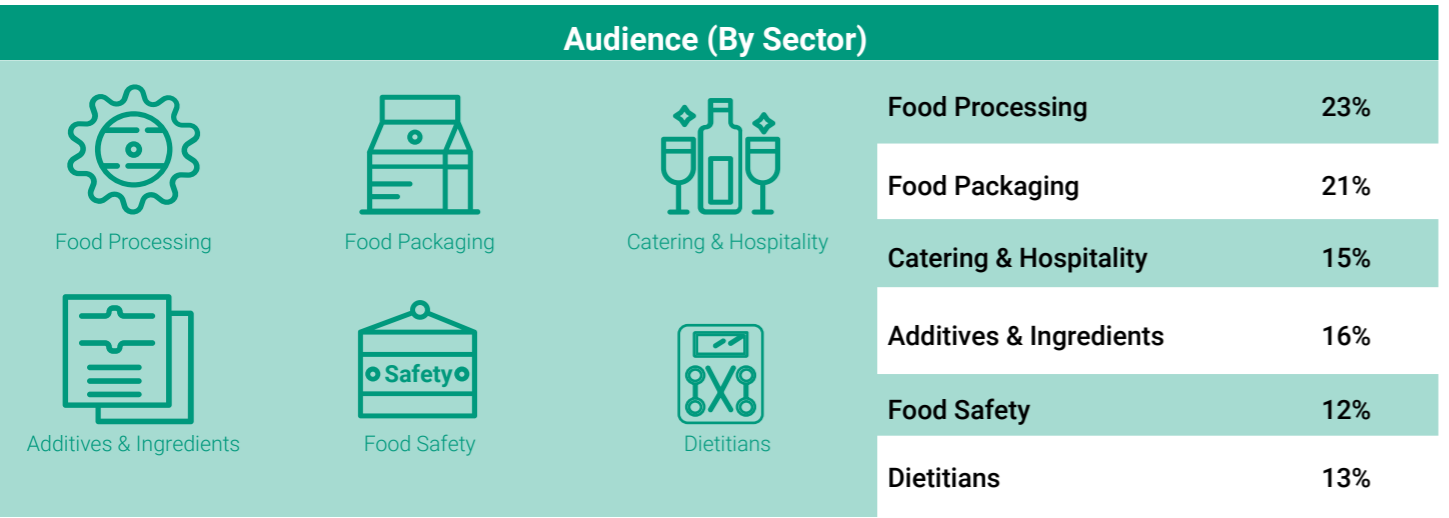 Audience (By Sector)
Food Processing
Food Packaging
Catering & Hospitality
Safety
Additives & Ingredients
Food Safety
Dietitians
Food Processing 23%
Food Packaging 21%
Catering & Hospitality 15%
Additives & Ingredients 16%
Food Safety 12%
Dietitians 13%